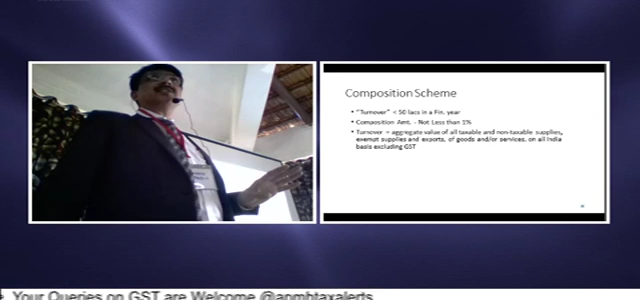 Composition Scheme
• "Turnover" < 50 lacs in a Fin. year
• Composition Amt. - Not Less than 1%
• Turnover = aggregate value of all taxable and non-taxable supplies,
exempt supplies and exports, of goods and/or services, on all India
basis excluding GST
• Your Queries on GST are Welcome @apmhtaxalerts